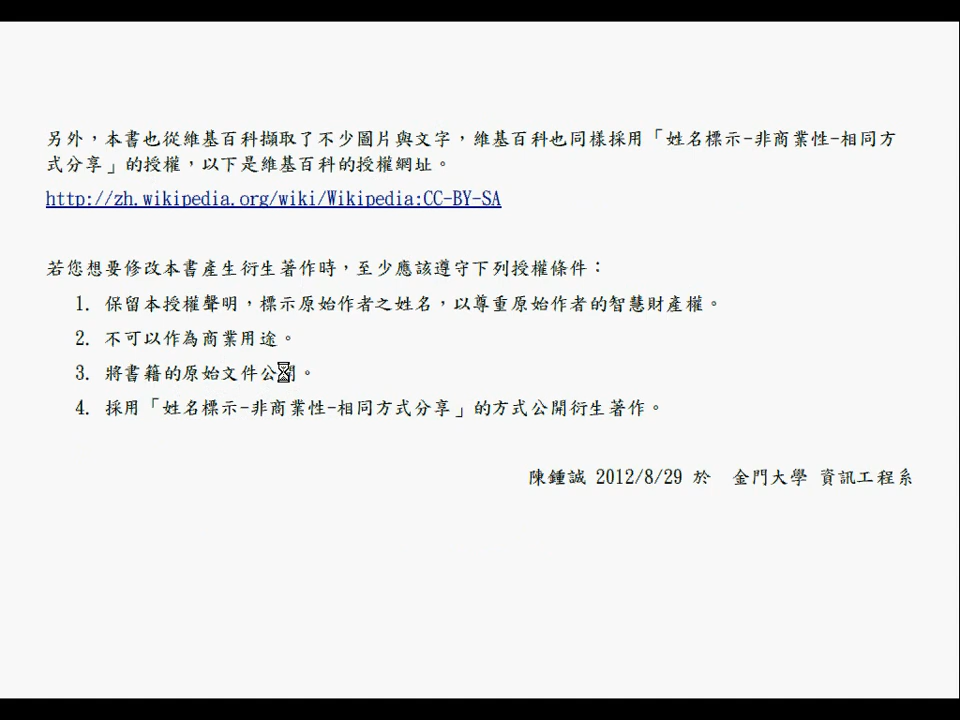 另外，本書也從維基百科擷取了不少圖片與文字，維基百科也同樣採用「姓名標示-非商業性-相同方
式分享」的授權，以下是維基百科的授權網址。
http://zh.wikipedia.org/wiki/Wikipedia:CC-BY-SA
若您想要修改本書產生衍生著作時，至少應該遵守下列授權條件：
1. 保留本授權聲明，標示原始作者之姓名，以尊重原始作者的智慧財產權。
2. 不可以作為商業用途。
3. 將書籍的原始文件公開。
4. 採用「姓名標示-非商業性-相同方式分享」的方式公開衍生著作。
陳鍾誠 2012/8/29 於 金門大學 資訊工程系